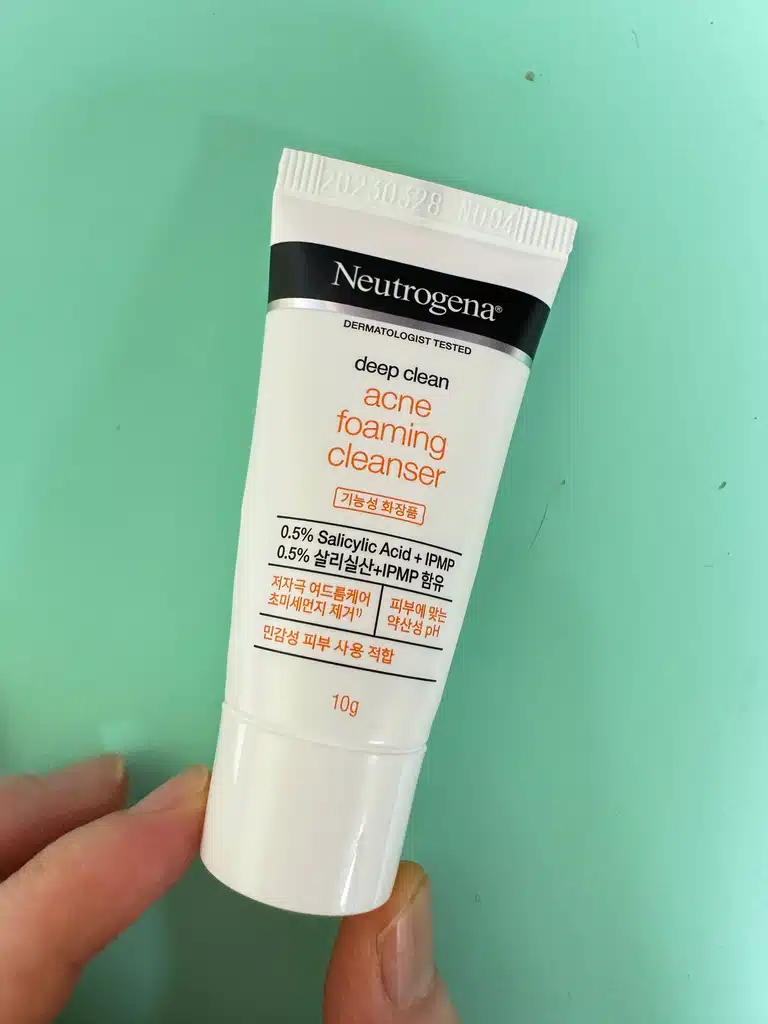 20230328 N094
Neutrogena®
DERMATOLOGIST TESTED
deep clean
acne
foaming
cleanser
기능성 화장품
0.5% Salicylic Acid + IPMP
0.5% 살리실산+IPMP 함유
저자극 여드름케어
초미세먼지 제거¹⁾
피부에 맞는
약산성 pH
민감성 피부 사용 적합
10g